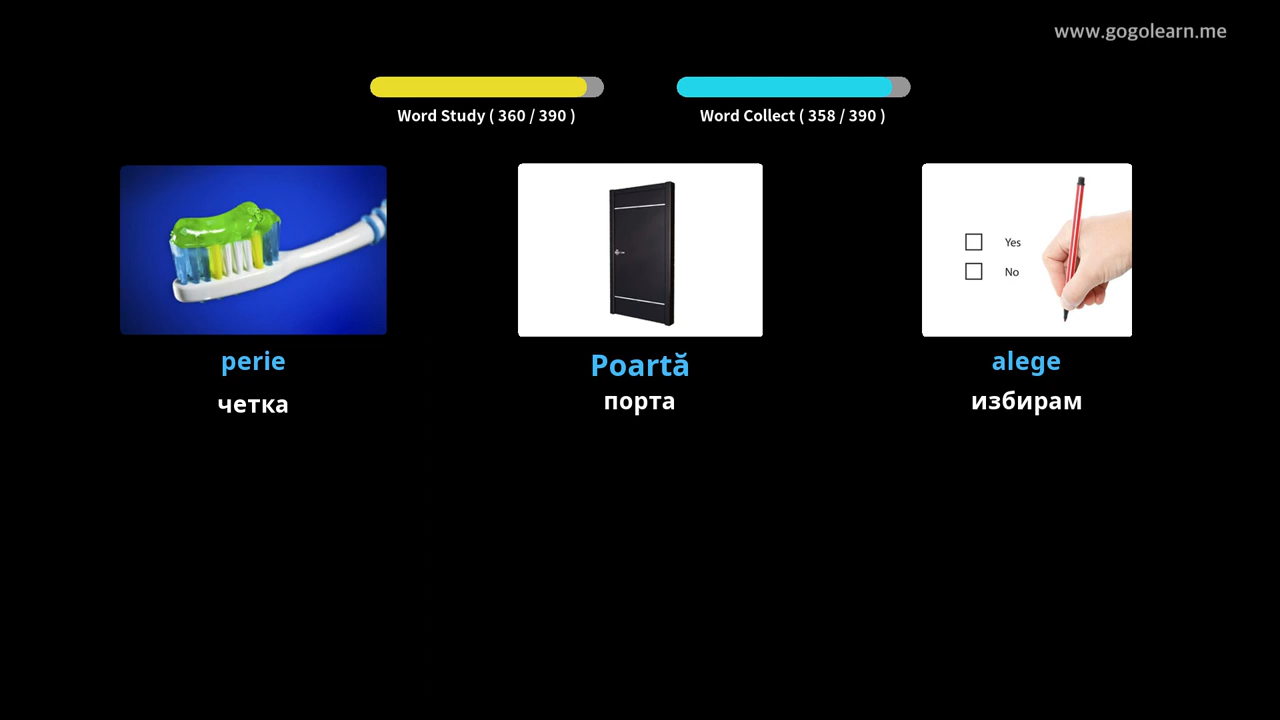 www.gogolearn.me
Word Study ( 360 / 390 )
Word Collect ( 358 / 390 )
Yes
No
perie
Poartă
alege
четка
порта
избирам